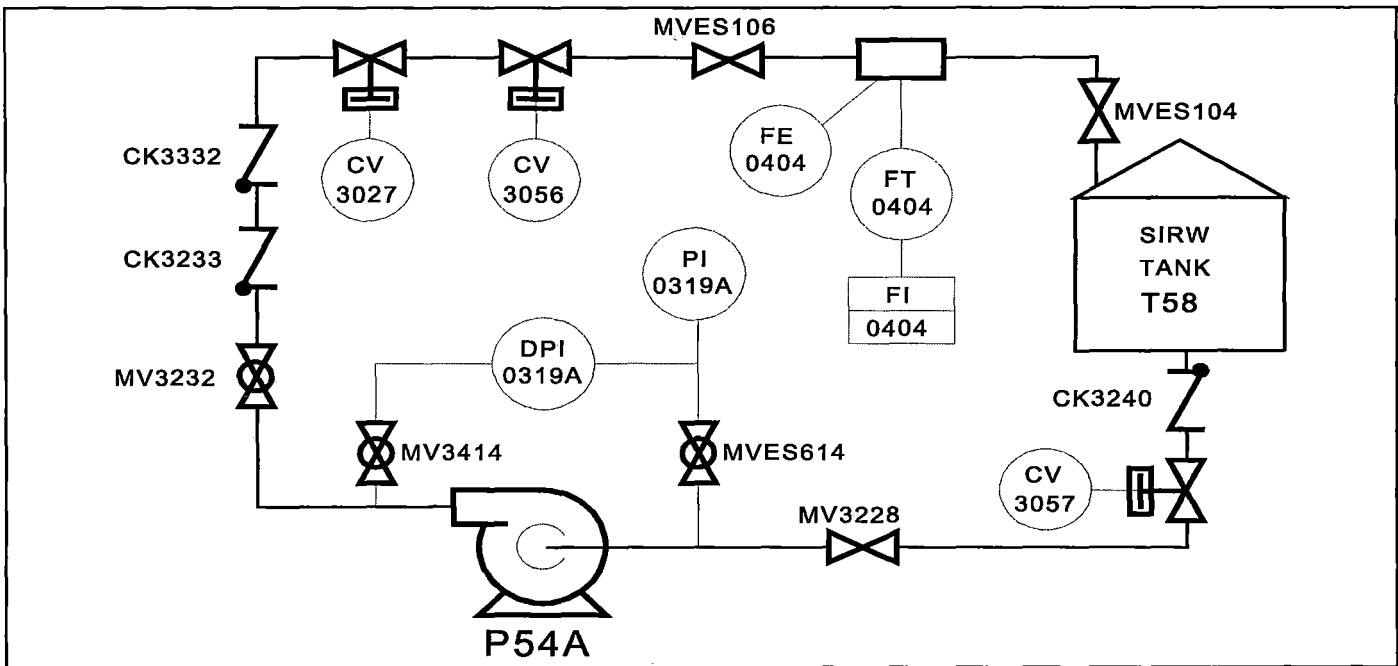 MVES106
MVES104
CK3332
CV
3027
CV
3056
FE
0404
FT
0404
CK3233
PI
0319A
FI
0404
SIRW
TANK
T58
DPI
0319A
MV3232
CK3240
MV3414
MVES614
CV
3057
MV3228
P54A